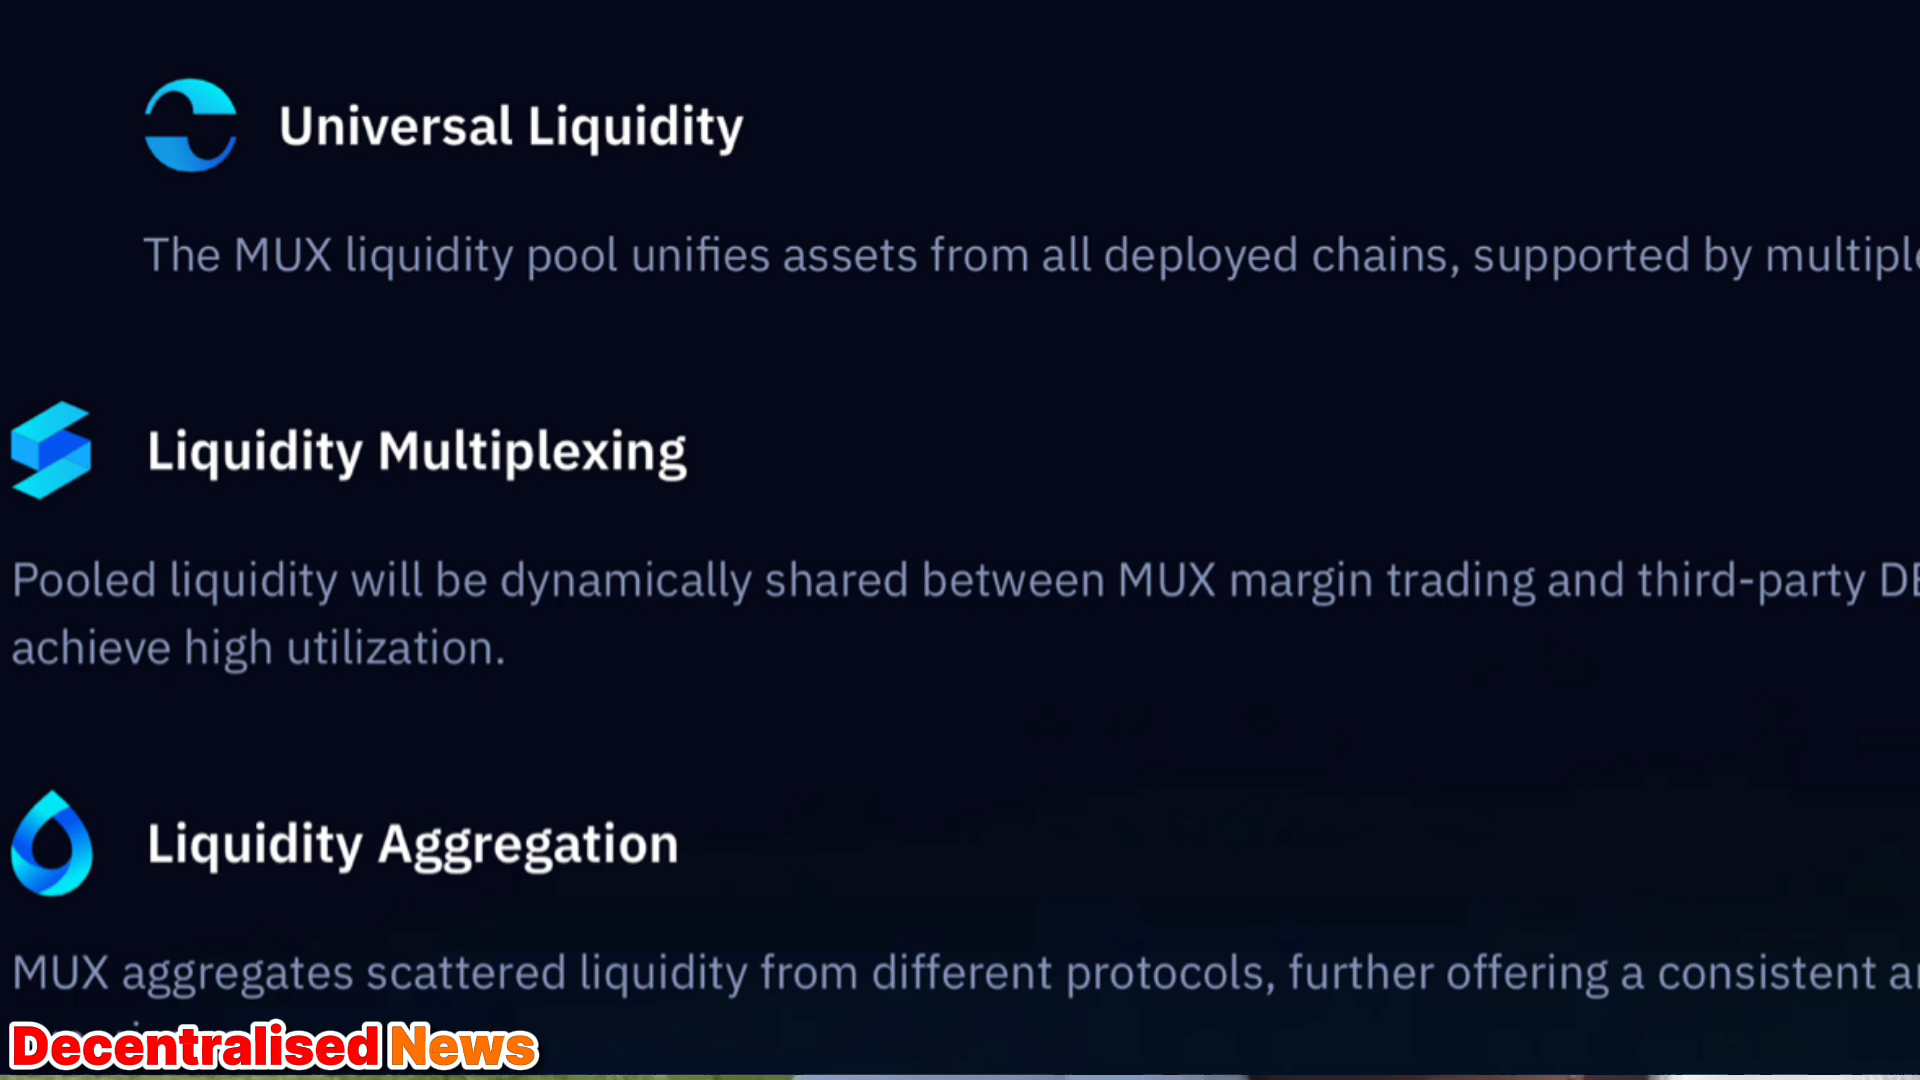 Universal Liquidity
The MUX liquidity pool unifies assets from all deployed chains, supported by
Liquidity Multiplexing
Pooled liquidity will be dynamically shared between MUX margin trading and third-party
achieve high utilization.
Liquidity Aggregation
MUX aggregates scattered liquidity from different protocols, further offering a consistent
Decentralised News